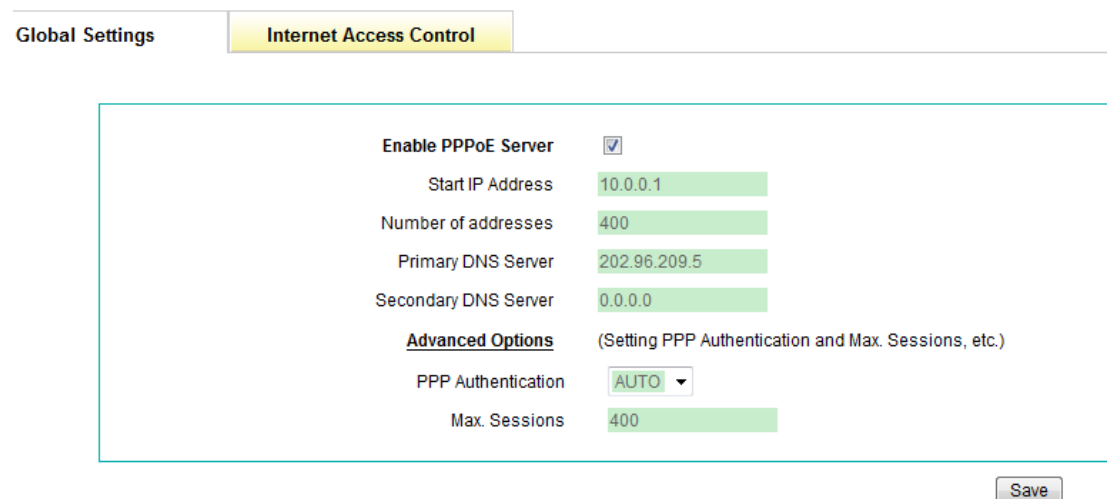 Global Settings Internet Access Control
Enable PPPoE Server
Start IP Address 10.0.0.1
Number of addresses 400
Primary DNS Server 202.96.209.5
Secondary DNS Server 0.0.0.0
Advanced Options (Setting PPP Authentication and Max. Sessions, etc.)
PPP Authentication AUTO
Max. Sessions 400
Save